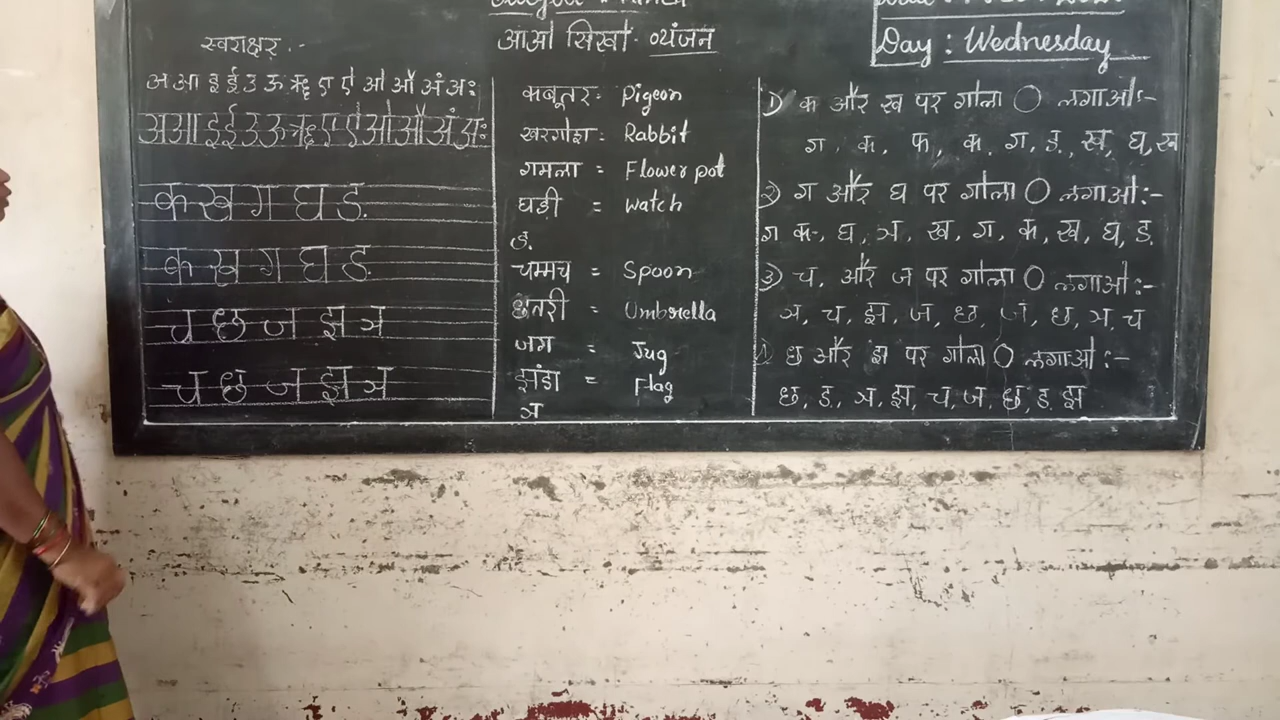 स्वराक्षर :-
अ आ इ ई उ ऊ ऋ ए ऐ ओ औ अं अः
अ आ इ ई उ ऊ ऋ ए ऐ ओ औ अं अः
क ख ग घ ङ
क ख ग घ ङ
च छ ज झ ञ
च छ ज झ ञ
आओ सिखो व्यंजन
कबूतर = Pigeon
खरगोश = Rabbit
गमला = Flower pot
घड़ी = watch
ङ
चम्मच = Spoon
छतरी = Umbrella
जग = Jug
झंडा = Flag
ञ
Day : Wednesday
1) क और ख पर गोला ○ लगाओ:-
ग, क, फ, क, ग, ङ, ख, घ, ख
२) ग और घ पर गोला ○ लगाओ:-
ग क, घ, ञ, ख, ग, क, ख, घ, ङ
3) च, और ज पर गोला ○ लगाओ:-
ञ, च, झ, ज, छ, ज, छ, ञ, च
छ और झ पर गोला ○ लगाओ:-
छ, ङ, ञ, झ, च, ज, छ, ङ, झ